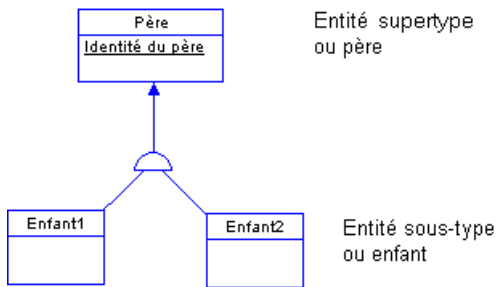 Père
Identité du père
Entité supertype
ou père
Enfant1
Enfant2
Entité sous-type
ou enfant